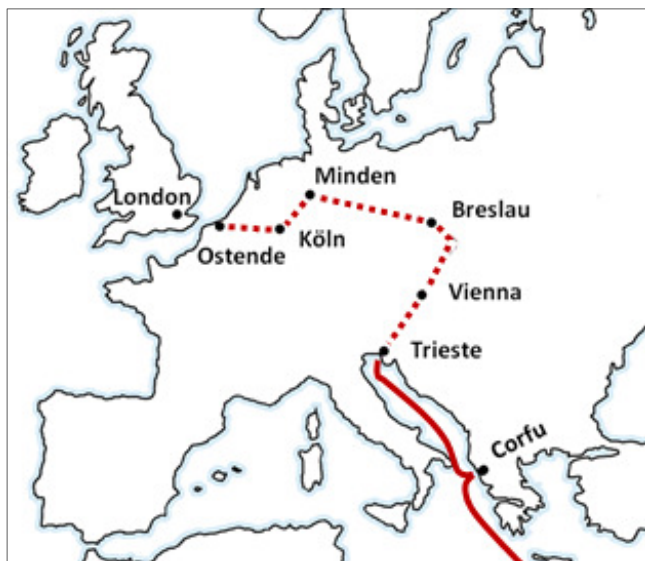 Minden
London
Breslau
Ostende
Köln
Vienna
Trieste
Corfu